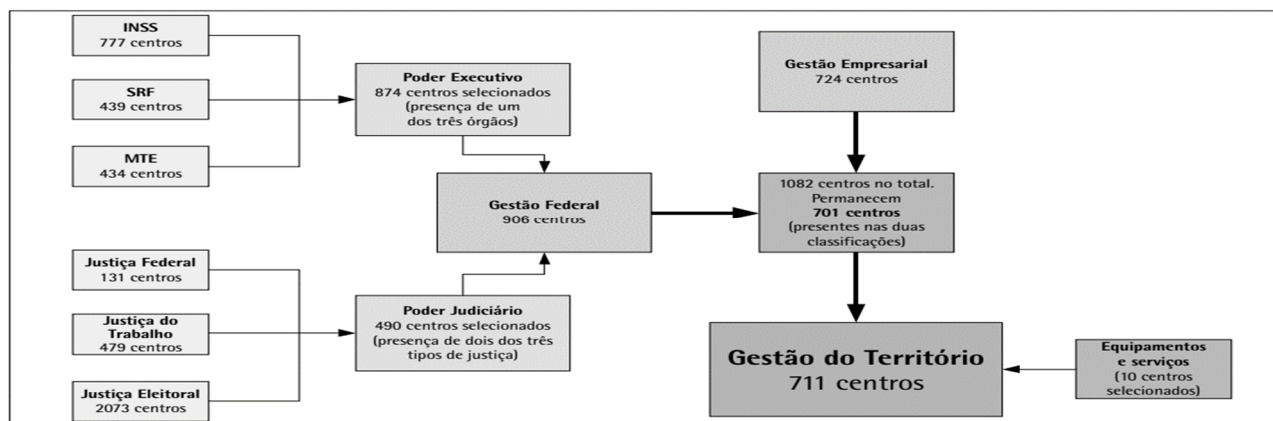 INSS
777 centros
SRF
439 centros
MTE
434 centros
Poder Executivo
874 centros selecionados
(presença de um
dos três órgãos)
Gestão Empresarial
724 centros
Gestão Federal
906 centros
1082 centros no total.
Permanecem
701 centros
(presentes nas duas
classificações)
Justiça Federal
131 centros
Justiça do
Trabalho
479 centros
Justiça Eleitoral
2073 centros
Poder Judiciário
490 centros selecionados
(presença de dois dos três
tipos de justiça)
Gestão do Território
711 centros
Equipamentos
e serviços
(10 centros
selecionados)